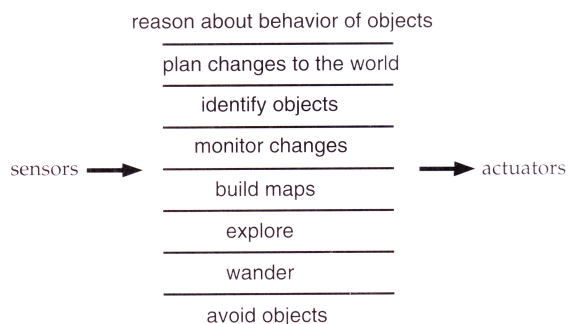 reason about behavior of objects
plan changes to the world
identify objects
monitor changes
sensors
actuators
build maps
explore
wander
avoid objects